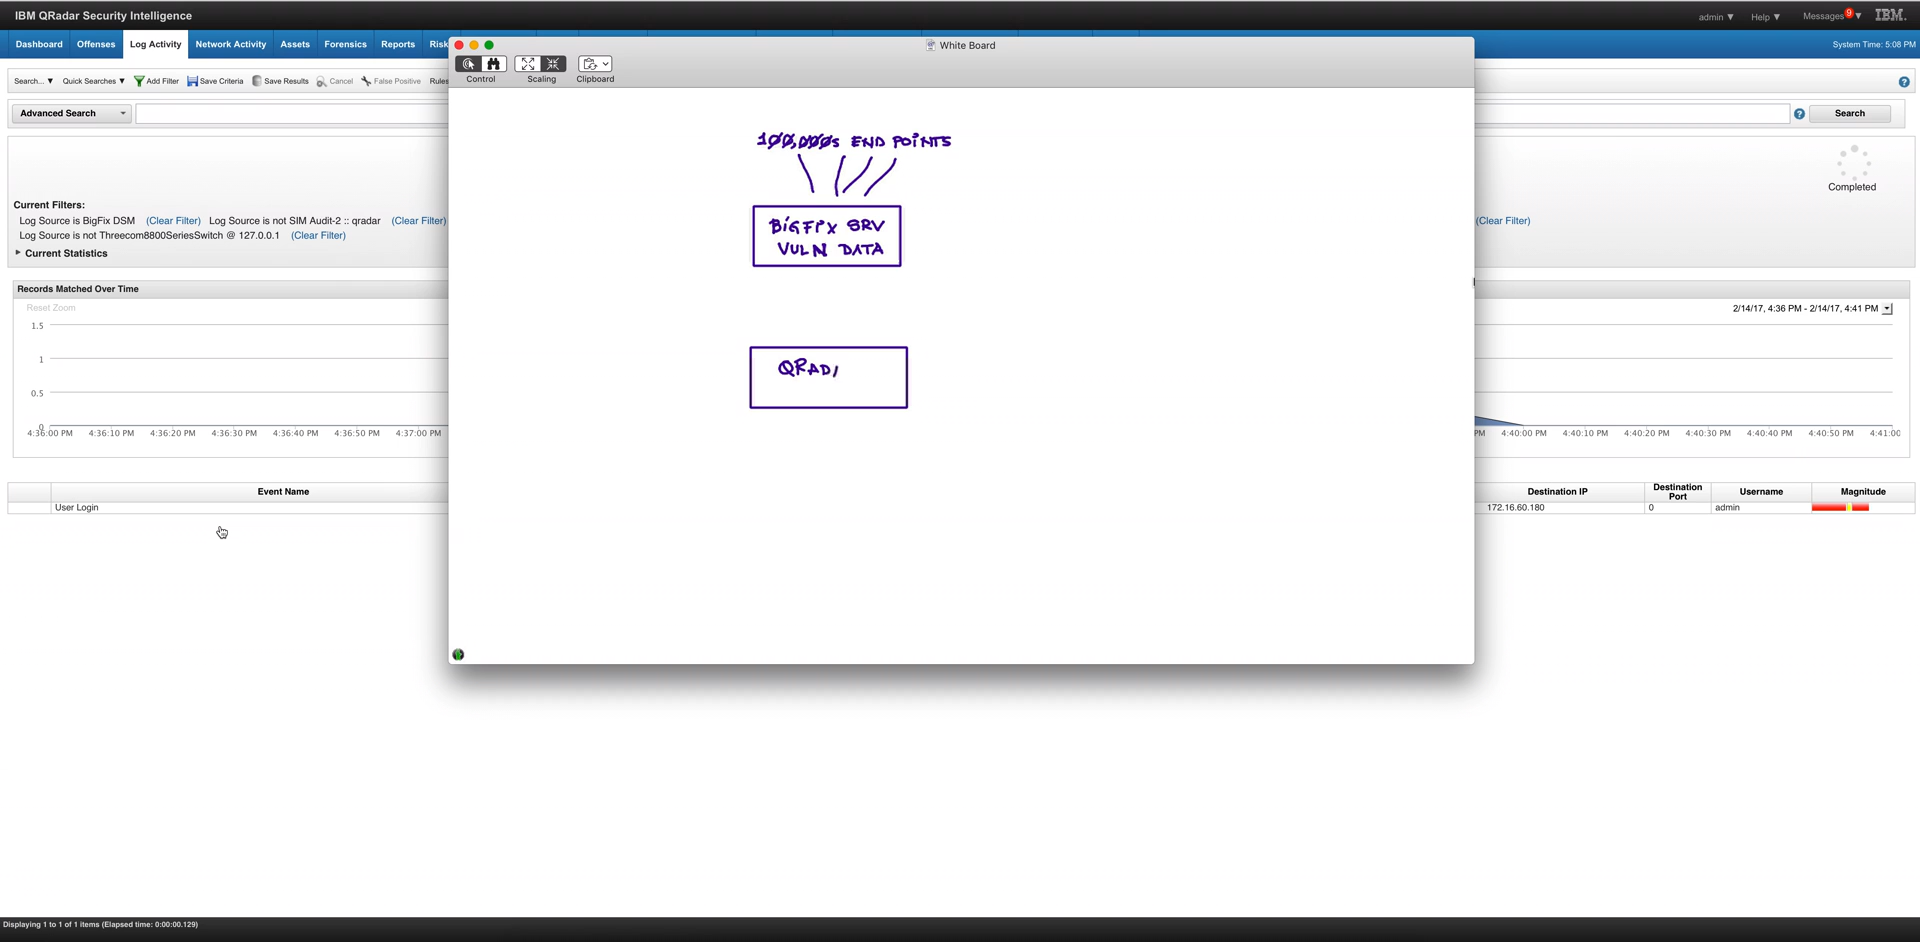 IBM QRadar Security Intelligence
admin ▼ Help ▼ Messages 9 ▼ IBM.
Dashboard Offenses Log Activity Network Activity Assets Forensics Reports Risk
System Time: 5:08 PM
White Board
Search... ▼ Quick Searches ▼ Add Filter Save Criteria Save Results Cancel False Positive Rules
Control Scaling Clipboard
Advanced Search
Search
100,000s END POINTS
BIGFIX SRV
VULN DATA
QRAD
Completed
Current Filters:
Log Source is BigFix DSM (Clear Filter) Log Source is not SIM Audit-2 :: qradar (Clear Filter)
(Clear Filter)
Log Source is not Threecom8800SeriesSwitch @ 127.0.0.1 (Clear Filter)
Current Statistics
Records Matched Over Time
Reset Zoom
2/14/17, 4:36 PM - 2/14/17, 4:41 PM
1.5
1
0.5
0
4:36:00 PM 4:36:10 PM 4:36:20 PM 4:36:30 PM 4:36:40 PM 4:36:50 PM 4:37:00 PM
PM 4:40:00 PM 4:40:10 PM 4:40:20 PM 4:40:30 PM 4:40:40 PM 4:40:50 PM 4:41:00
Event Name
Destination IP Destination Port Username Magnitude
User Login
172.16.60.180 0 admin
Displaying 1 to 1 of 1 items (Elapsed time: 0:00:00.129)